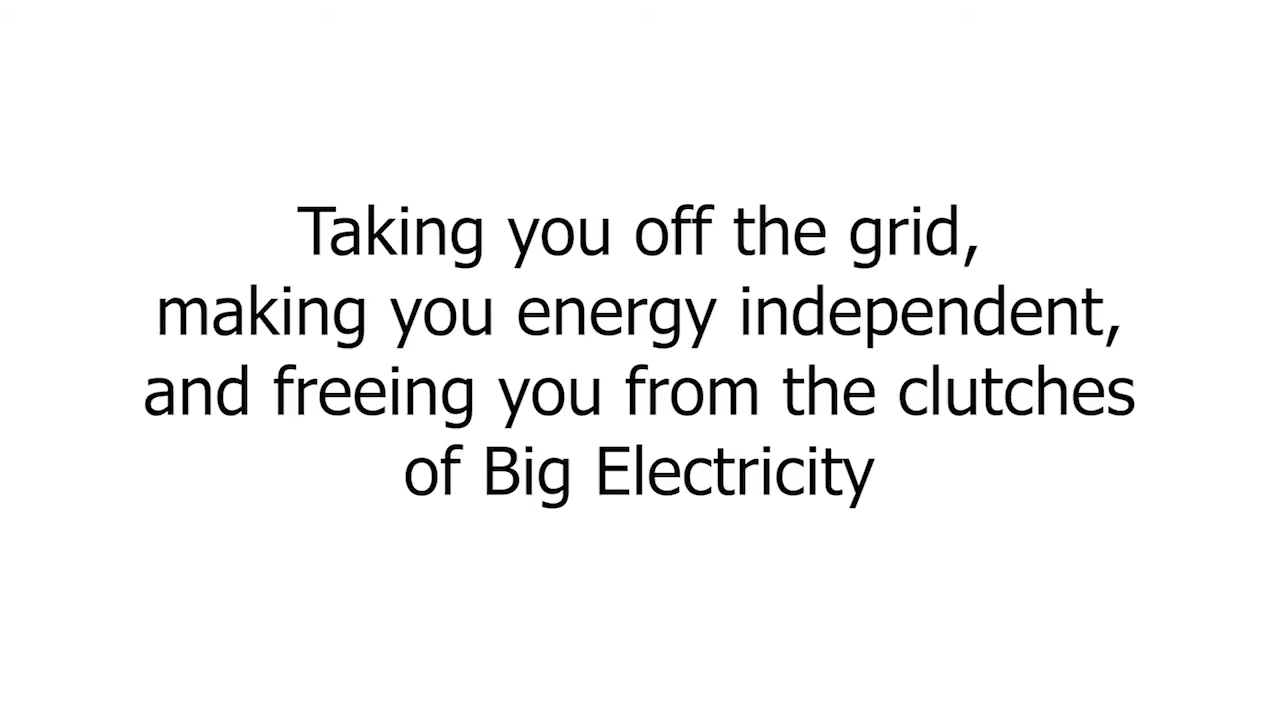 Taking you off the grid,
making you energy independent,
and freeing you from the clutches
of Big Electricity